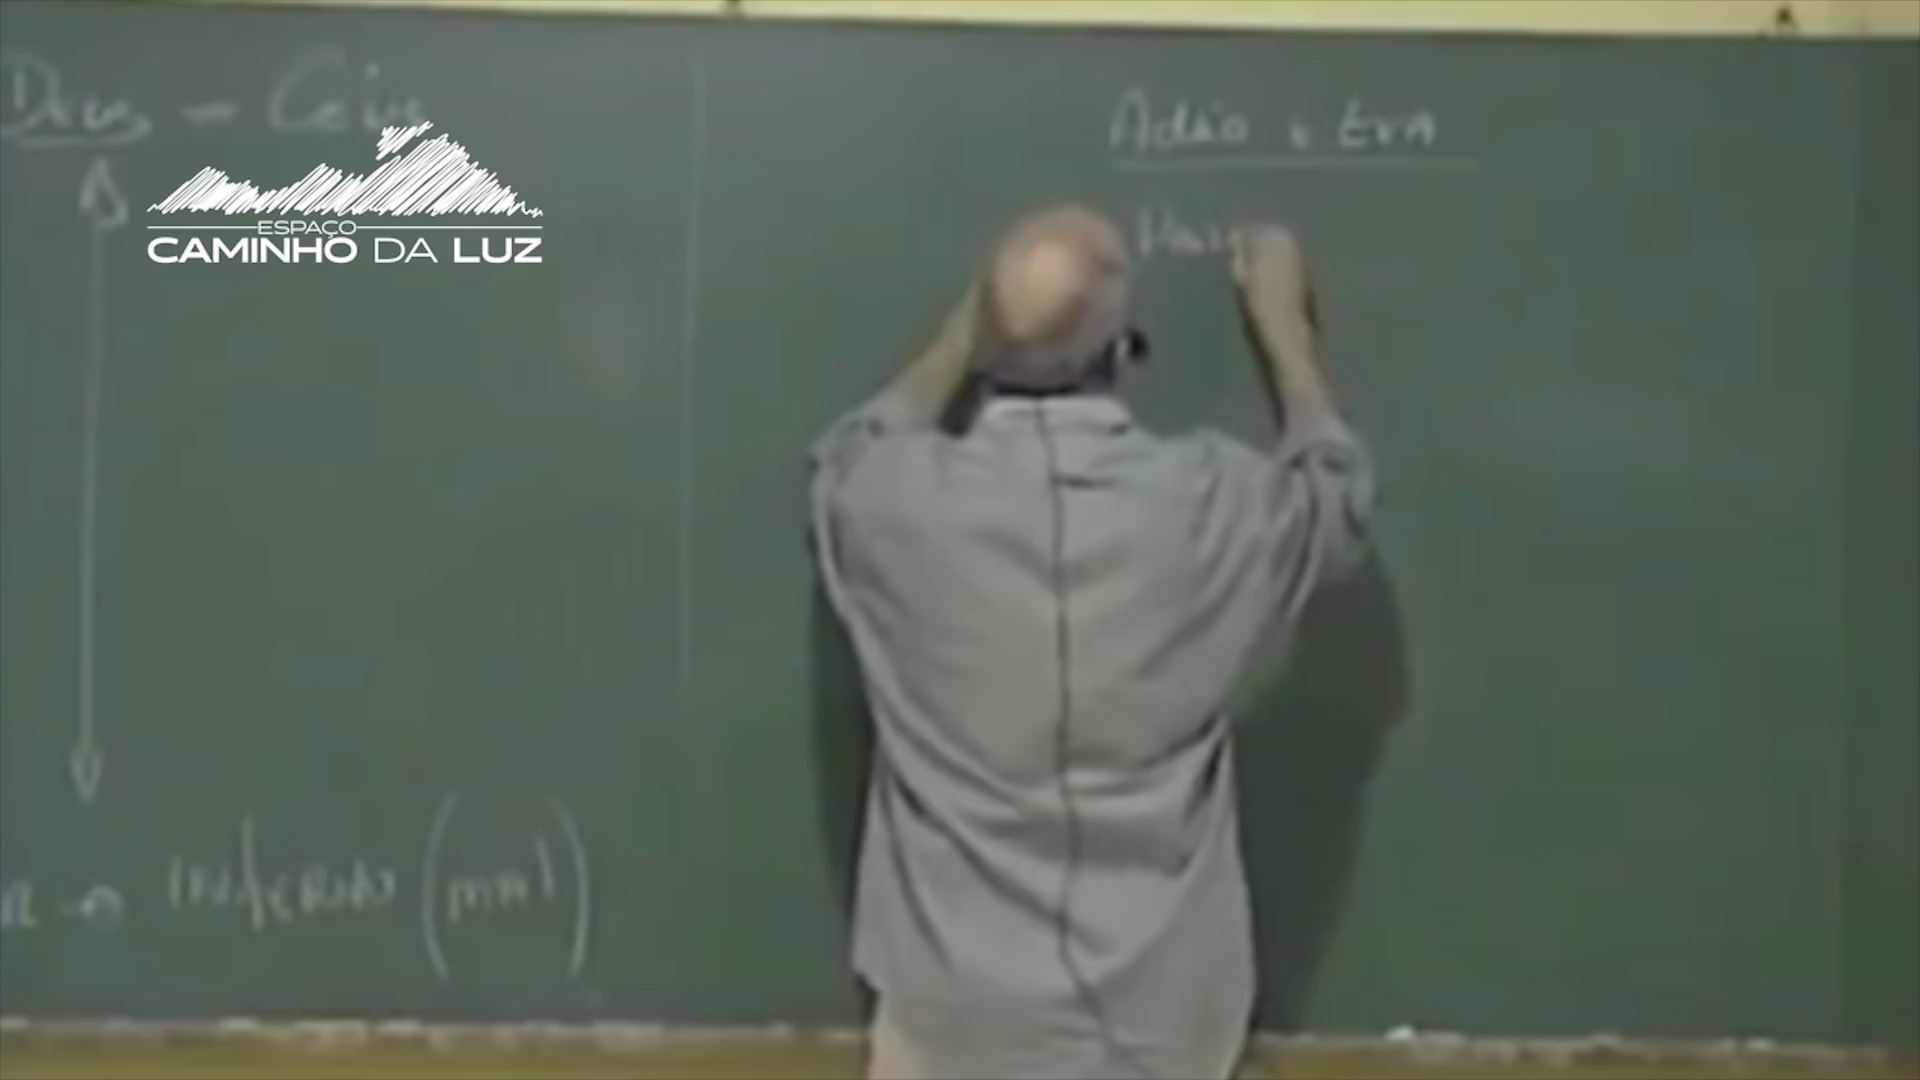 Deus → Céu
ESPAÇO
CAMINHO DA LUZ
→ INFERNO (mal)
Adão e EVA